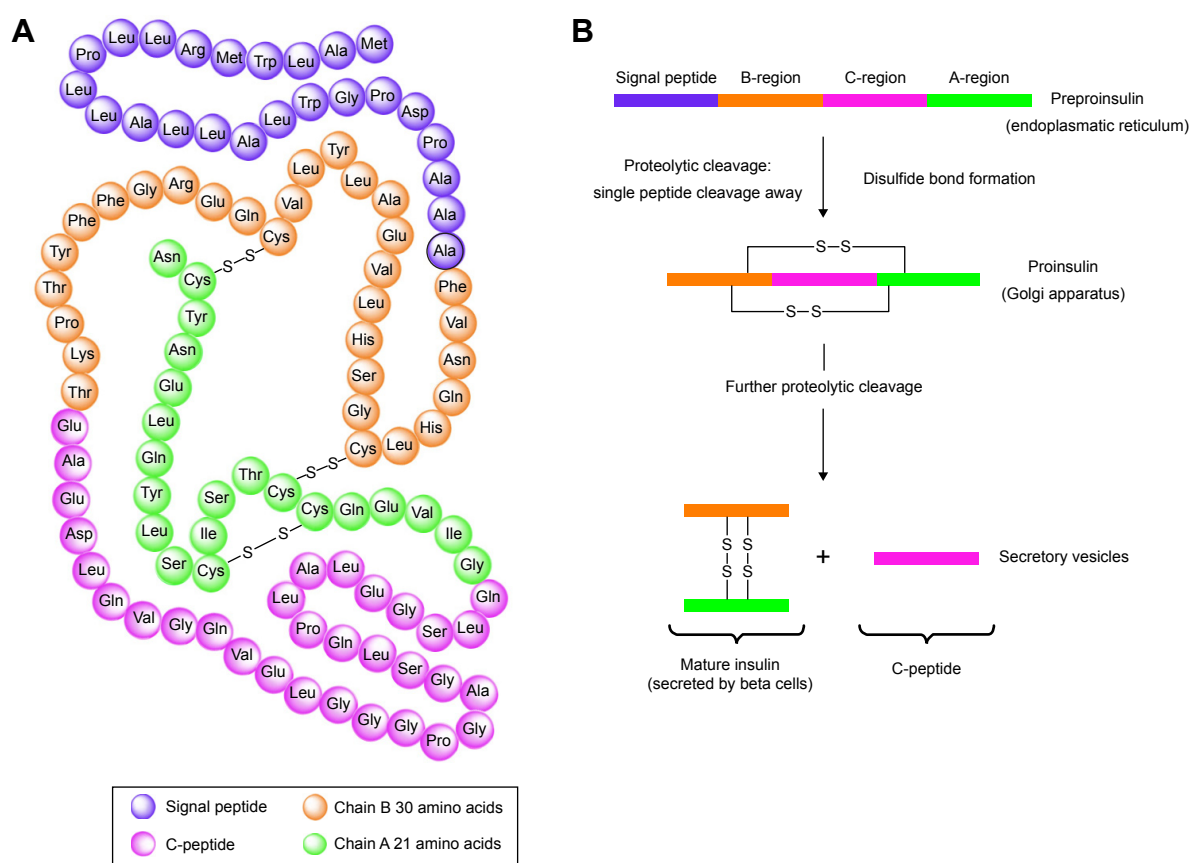 A
Met Ala Leu Trp Met Arg Leu Leu Pro
Leu Leu Ala Leu Leu Ala Leu Trp Gly Pro Asp Pro Ala Ala Ala
Phe Val Asn Gln His Leu Cys Gly Ser His Leu Val Glu Ala Leu Tyr Leu Val Cys Gln Glu Arg Gly Phe Phe Tyr Thr Pro Lys Thr
Glu Ala Glu Asp Leu Gln Val Gly Gln Val Glu Leu Gly Gly Gly Pro Gly Ala Gly Ser Leu Gln Pro Leu Ala Leu Glu Gly Ser Leu Gln
Gly Ile Val Glu Gln Cys Cys Thr Ser Ile Cys Ser Leu Tyr Gln Leu Glu Asn Tyr Cys Asn
S S
S S
S S
Signal peptide
Chain B 30 amino acids
C-peptide
Chain A 21 amino acids
B
Signal peptide B-region C-region A-region
Preproinsulin
(endoplasmatic reticulum)
Proteolytic cleavage:
single peptide cleavage away
Disulfide bond formation
S–S
Proinsulin
(Golgi apparatus)
S–S
Further proteolytic cleavage
S S
S S
+
Secretory vesicles
Mature insulin
(secreted by beta cells)
C-peptide